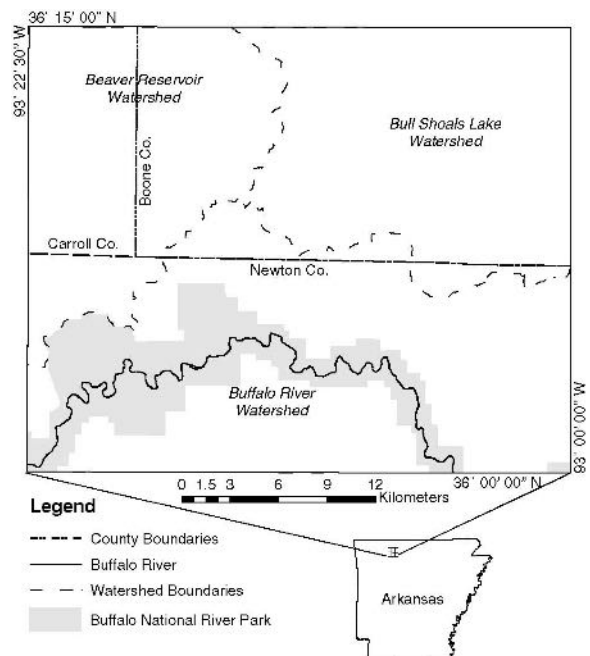 36° 15' 00" N
93° 22' 30" W
Beaver Reservoir
Watershed
Bull Shoals Lake
Watershed
Boone Co.
Carroll Co.
Newton Co.
Buffalo River
Watershed
93° 00' 00" W
36° 00' 00" N
0 1.5 3 6 9 12
Kilometers
Legend
County Boundaries
Buffalo River
Watershed Boundaries
Buffalo National River Park
Arkansas